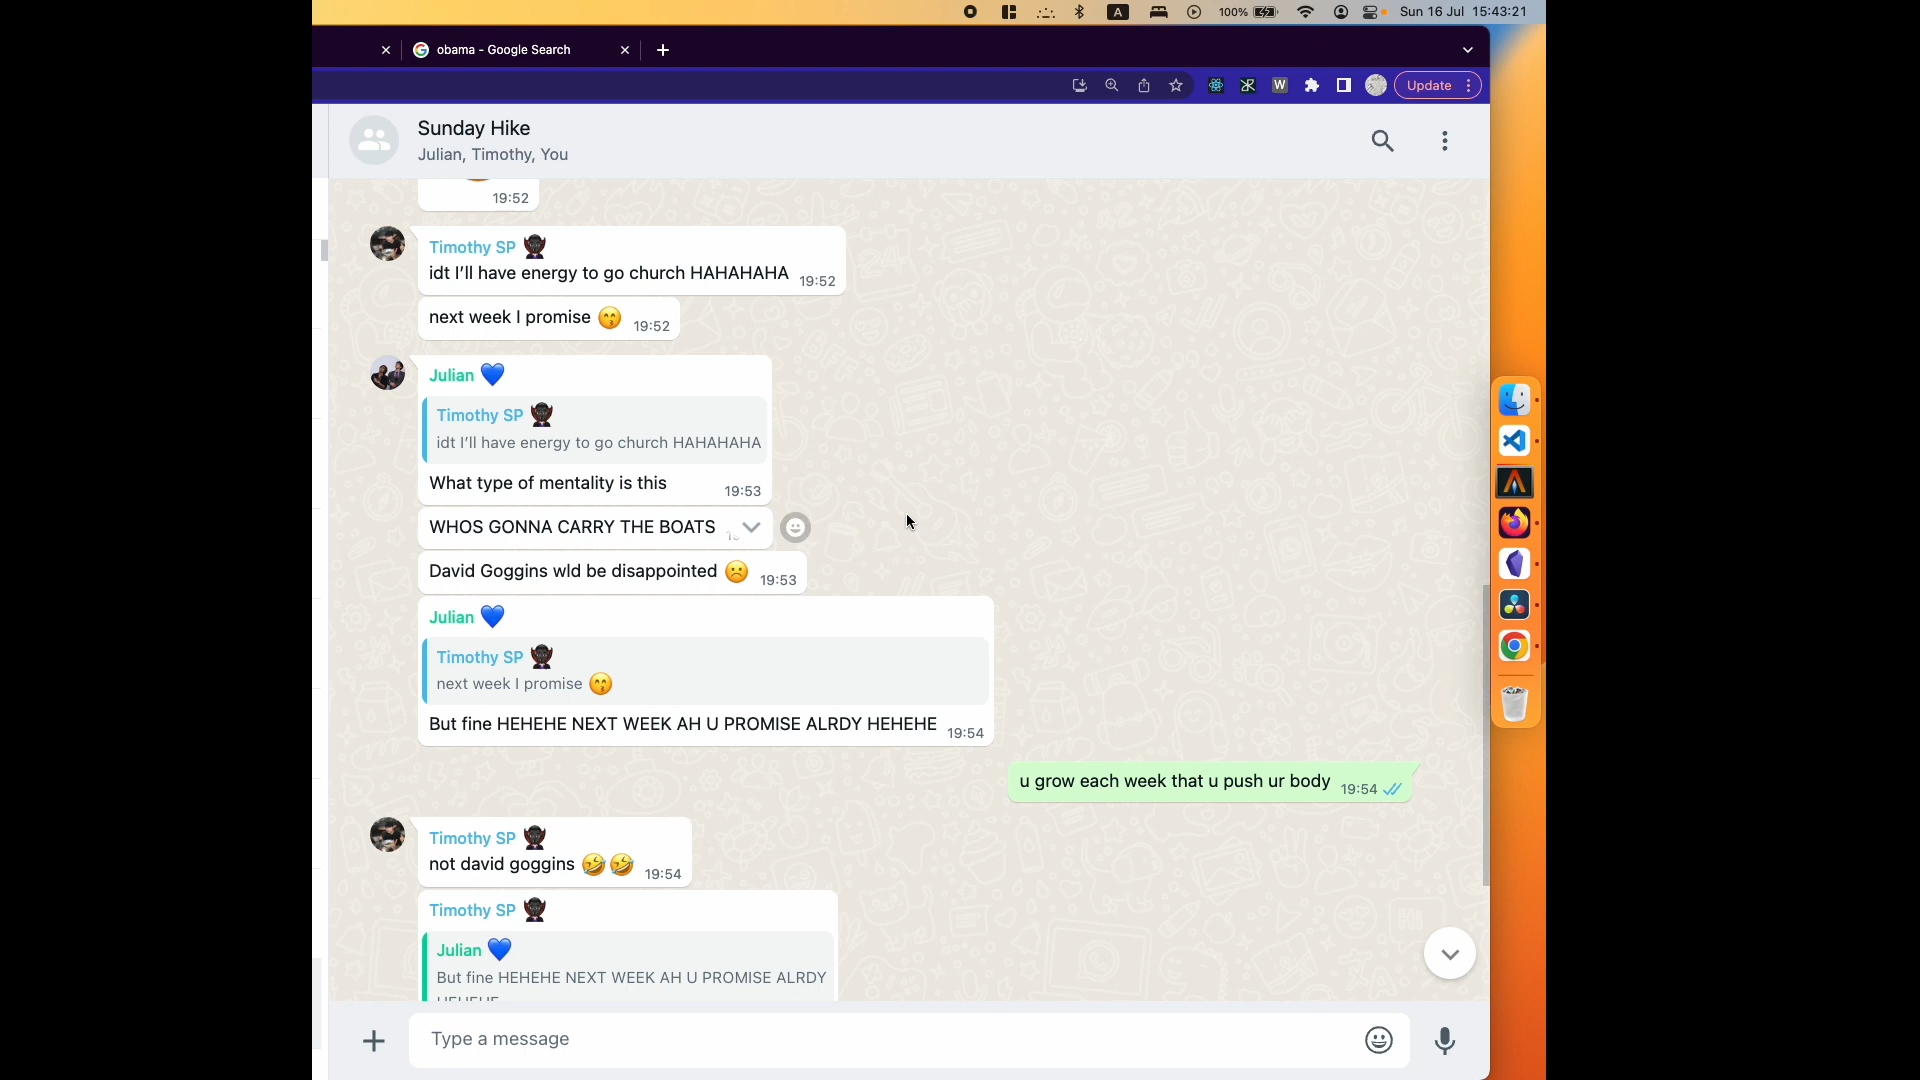 100%
Sun 16 Jul 15:43:21
obama - Google Search
W
Update
Sunday Hike
Julian, Timothy, You
19:52
Timothy SP
idt I'll have energy to go church HAHAHAHA 19:52
next week I promise 😙 19:52
Julian 💙
Timothy SP
idt I'll have energy to go church HAHAHAHA
What type of mentality is this 19:53
WHOS GONNA CARRY THE BOATS
David Goggins wld be disappointed ☹️ 19:53
Julian 💙
Timothy SP
next week I promise 😙
But fine HEHEHE NEXT WEEK AH U PROMISE ALRDY HEHEHE 19:54
u grow each week that u push ur body 19:54
Timothy SP
not david goggins 🤣🤣 19:54
Timothy SP
Julian 💙
But fine HEHEHE NEXT WEEK AH U PROMISE ALRDY
HEHEHE
Type a message